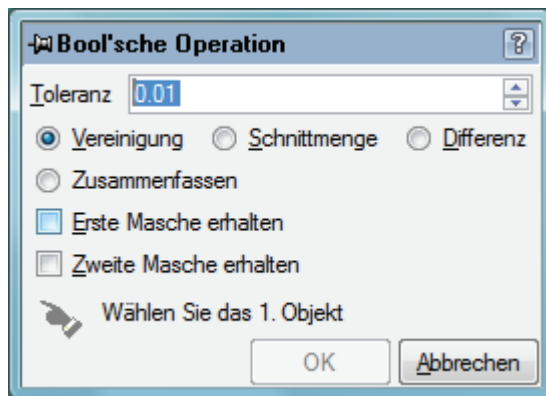 Bool'sche Operation ?
Toleranz 0.01
Vereinigung Schnittmenge Differenz
Zusammenfassen
Erste Masche erhalten
Zweite Masche erhalten
Wählen Sie das 1. Objekt
OK Abbrechen